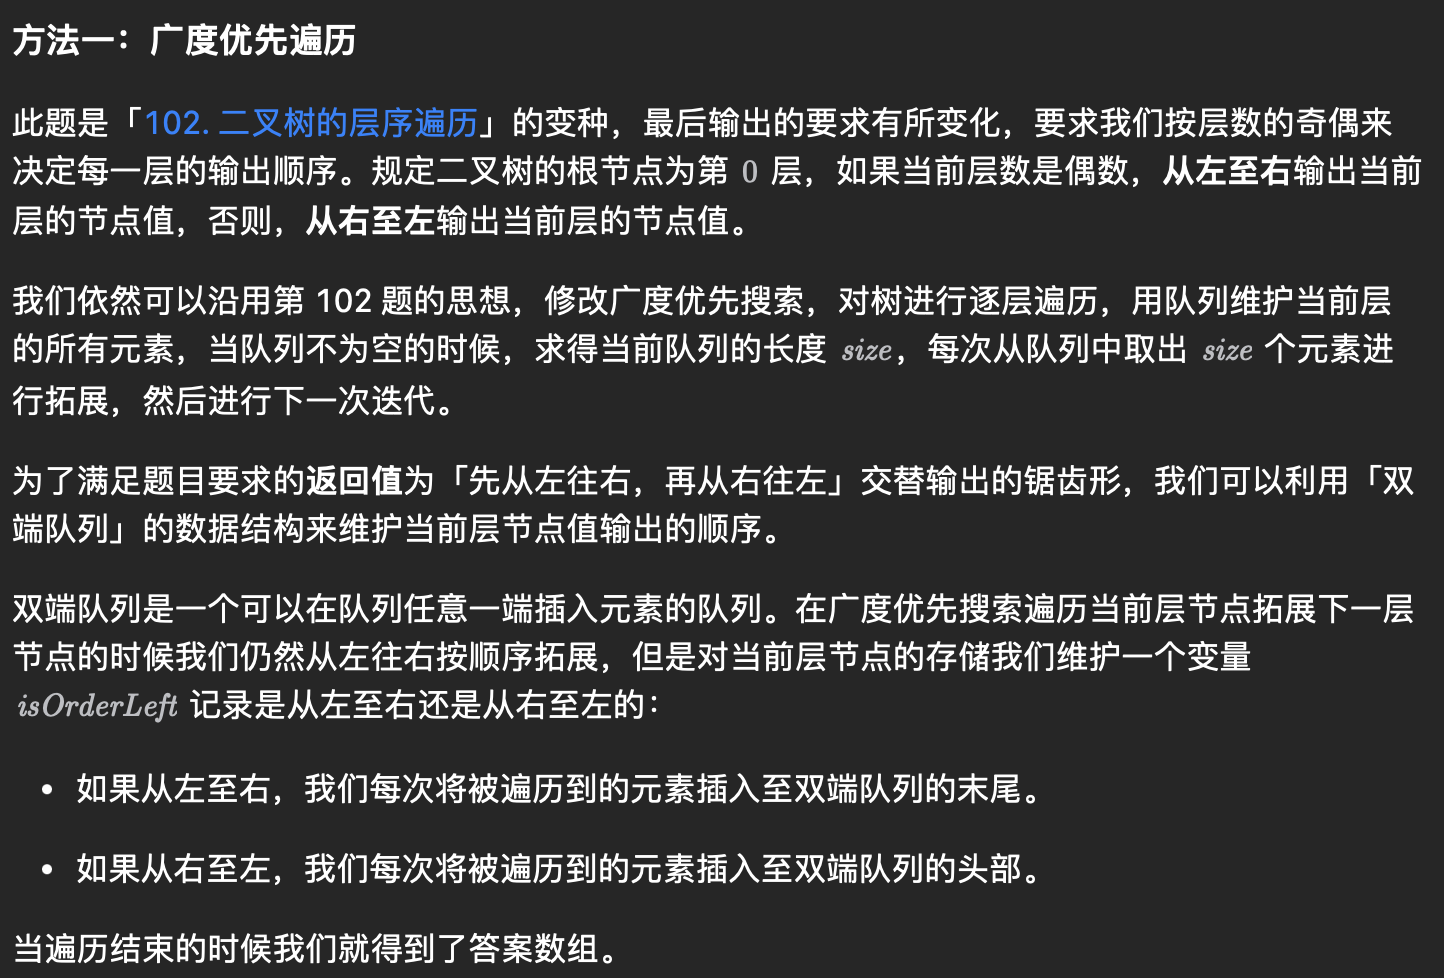 方法一：广度优先遍历
此题是「102. 二叉树的层序遍历」的变种，最后输出的要求有所变化，要求我们按层数的奇偶来
决定每一层的输出顺序。规定二叉树的根节点为第 0 层，如果当前层数是偶数，从左至右输出当前
层的节点值，否则，从右至左输出当前层的节点值。
我们依然可以沿用第 102 题的思想，修改广度优先搜索，对树进行逐层遍历，用队列维护当前层
的所有元素，当队列不为空的时候，求得当前队列的长度 size，每次从队列中取出 size 个元素进
行拓展，然后进行下一次迭代。
为了满足题目要求的返回值为「先从左往右，再从右往左」交替输出的锯齿形，我们可以利用「双
端队列」的数据结构来维护当前层节点值输出的顺序。
双端队列是一个可以在队列任意一端插入元素的队列。在广度优先搜索遍历当前层节点拓展下一层
节点的时候我们仍然从左往右按顺序拓展，但是对当前层节点的存储我们维护一个变量
isOrderLeft 记录是从左至右还是从右至左的：
• 如果从左至右，我们每次将被遍历到的元素插入至双端队列的末尾。
• 如果从右至左，我们每次将被遍历到的元素插入至双端队列的头部。
当遍历结束的时候我们就得到了答案数组。